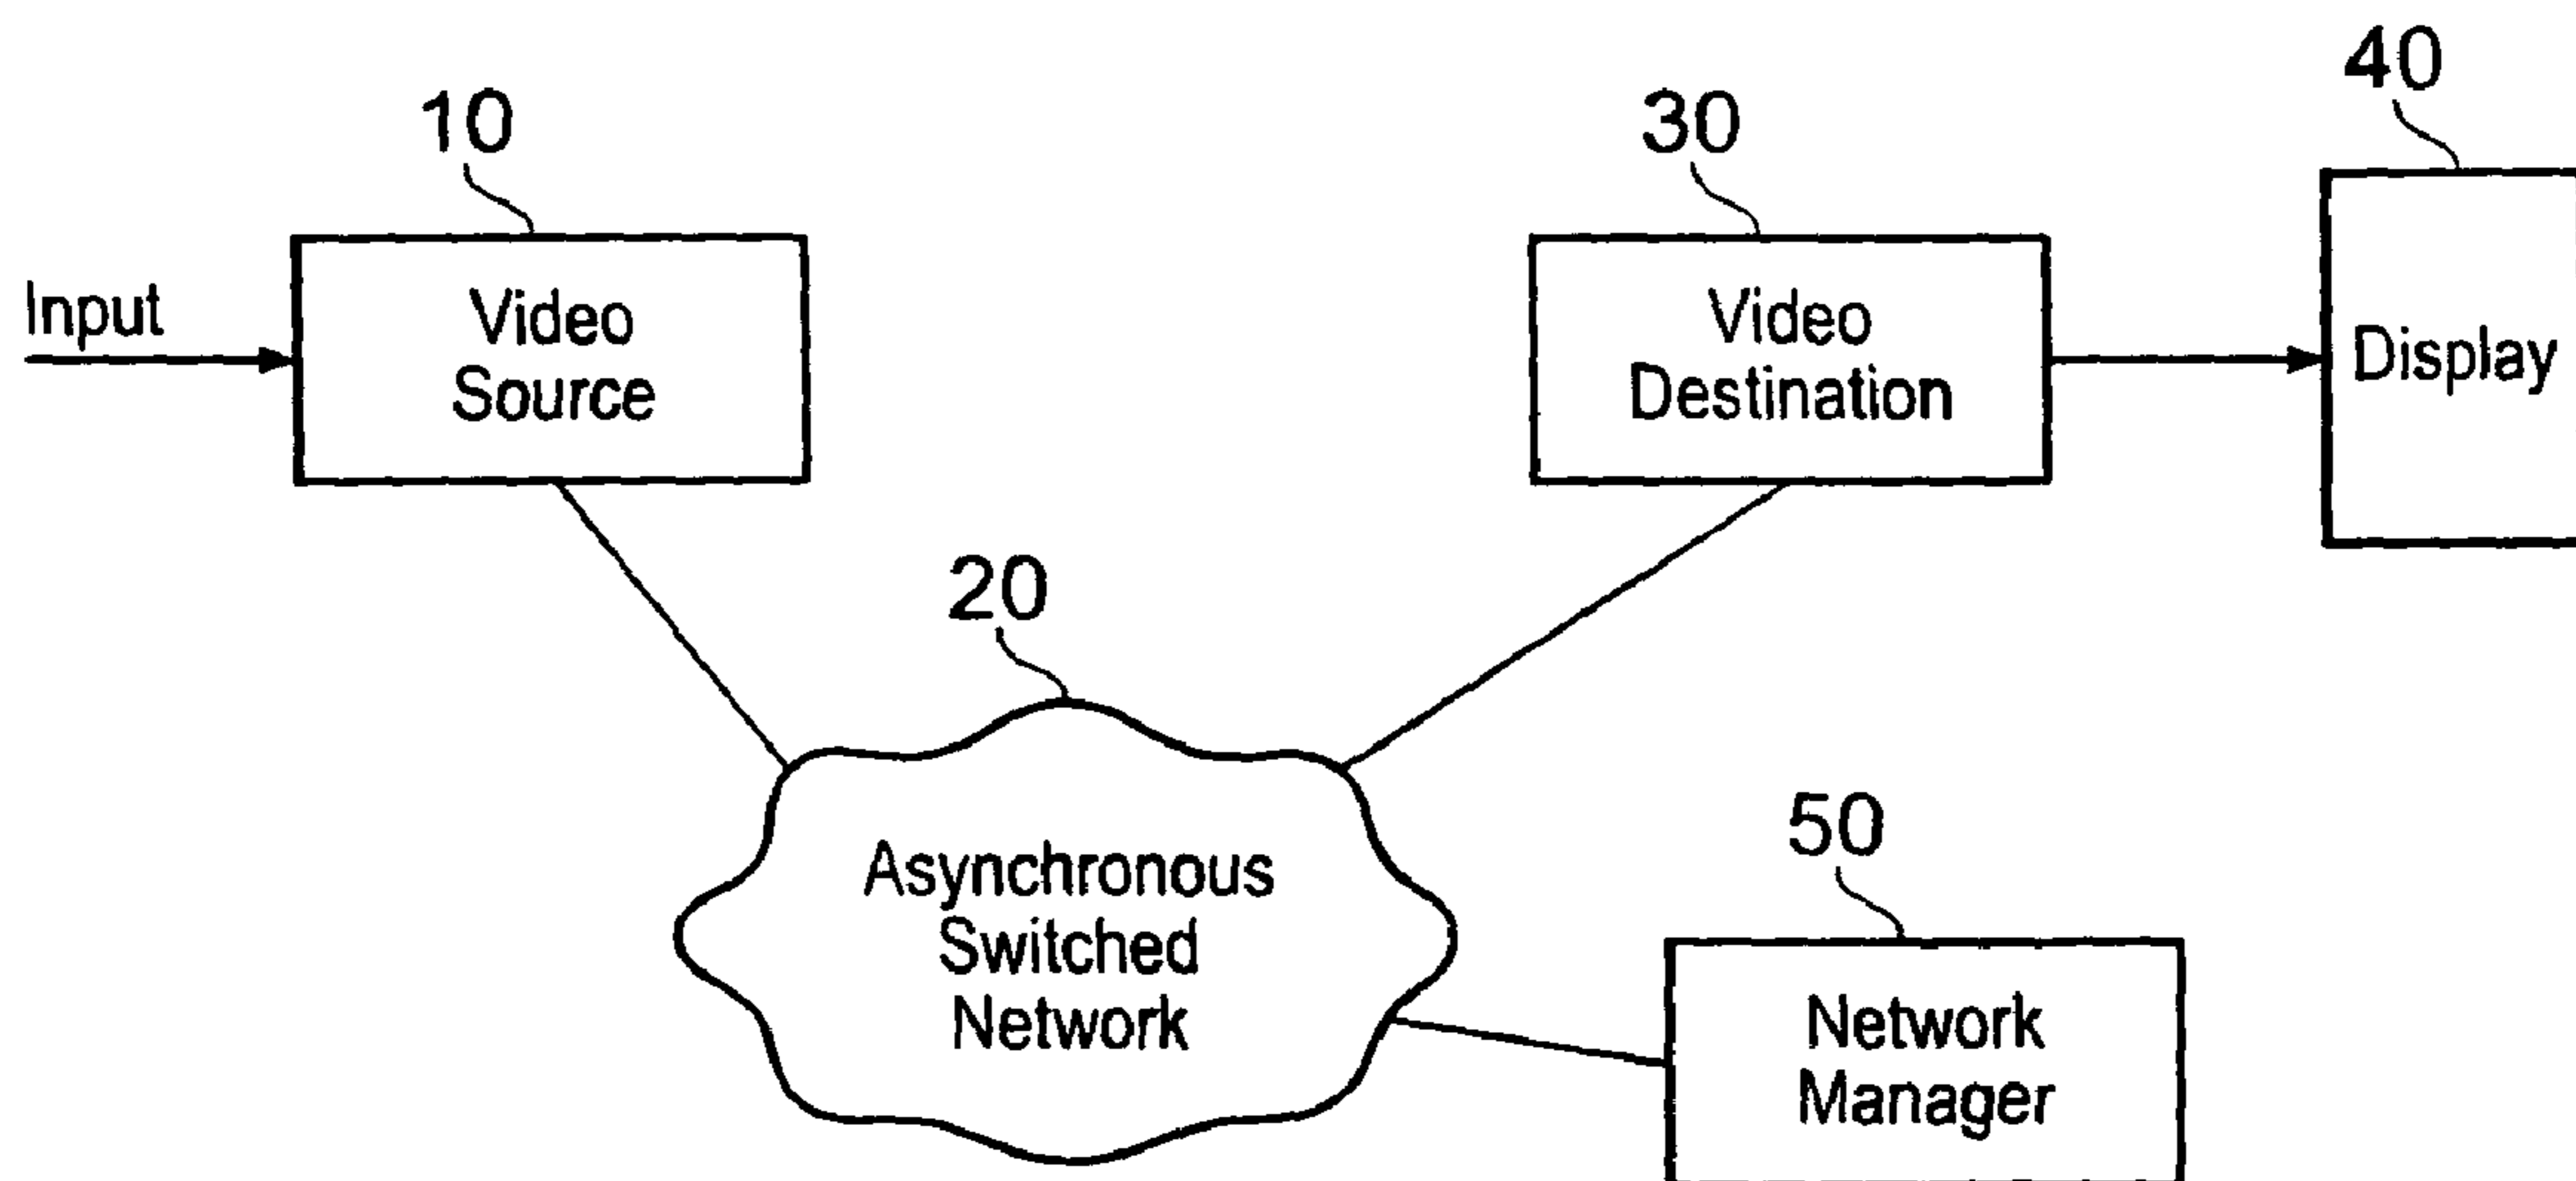 40
10
30
Input
Video
Source
Video
Destination
Display
20
Asynchronous
Switched
Network
50
Network
Manager